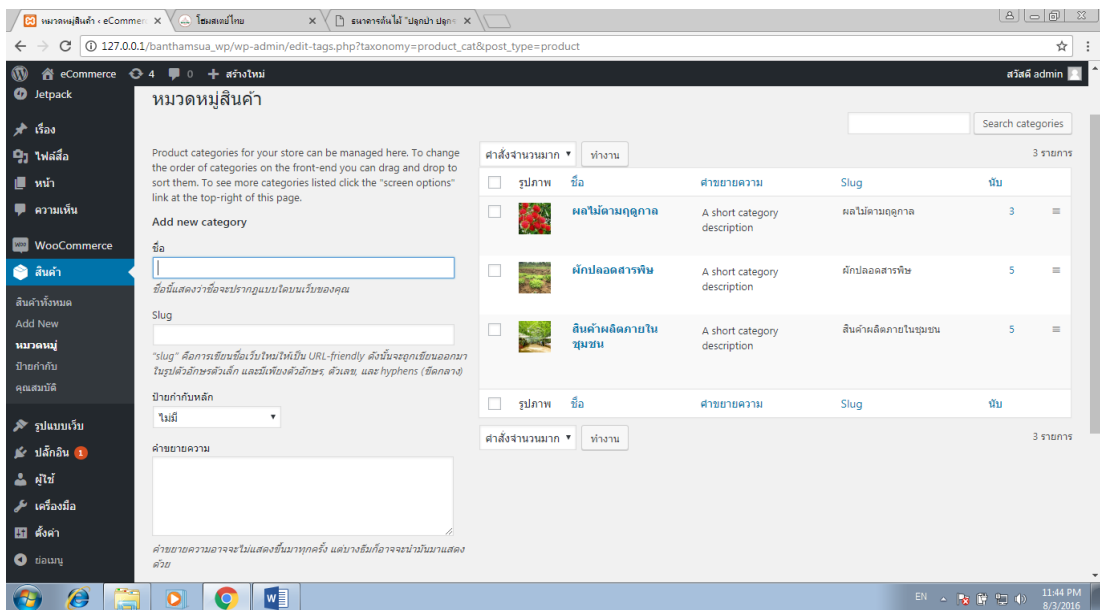 หมวดหมู่สินค้า ‹ eCommerc
โฮมสเตย์ไทย
ธนาคารต้นไม้ "ปลูกป่า ปลูกร
127.0.0.1/banthamsua_wp/wp-admin/edit-tags.php?taxonomy=product_cat&post_type=product
eCommerce 4 0 + สร้างใหม่
สวัสดี admin
Jetpack
เรื่อง
ไฟล์สื่อ
หน้า
ความเห็น
WooCommerce
สินค้า
สินค้าทั้งหมด
Add New
หมวดหมู่
ป้ายกำกับ
คุณสมบัติ
รูปแบบเว็บ
ปลั๊กอิน 1
ผู้ใช้
เครื่องมือ
ตั้งค่า
ย่อเมนู
หมวดหมู่สินค้า
Search categories
Product categories for your store can be managed here. To change
the order of categories on the front-end you can drag and drop to
sort them. To see more categories listed click the "screen options"
link at the top-right of this page.
Add new category
ชื่อ
ชื่อนี้แสดงว่าชื่อจะปรากฏแบบใดบนเว็บของคุณ
Slug
"slug" คือการเขียนชื่อเว็บใหม่ให้เป็น URL-friendly ดังนั้นจะถูกเขียนออกมา
ในรูปตัวอักษรตัวเล็ก และมีเพียงตัวอักษร, ตัวเลข, และ hyphens (ขีดกลาง)
ป้ายกำกับหลัก
ไม่มี
คำขยายความ
คำขยายความอาจจะไม่แสดงขึ้นมาทุกครั้ง แต่บางธีมก็อาจจะนำมันมาแสดง
ด้วย
คำสั่งจำนวนมาก ทำงาน
3 รายการ
รูปภาพ ชื่อ คำขยายความ Slug นับ
ผลไม้ตามฤดูกาล A short category ผลไม้ตามฤดูกาล 3
description
ผักปลอดสารพิษ A short category ผักปลอดสารพิษ 5
description
สินค้าผลิตภายใน A short category สินค้าผลิตภายในชุมชน 5
ชุมชน description
รูปภาพ ชื่อ คำขยายความ Slug นับ
คำสั่งจำนวนมาก ทำงาน
3 รายการ
EN
11:44 PM
8/3/2016